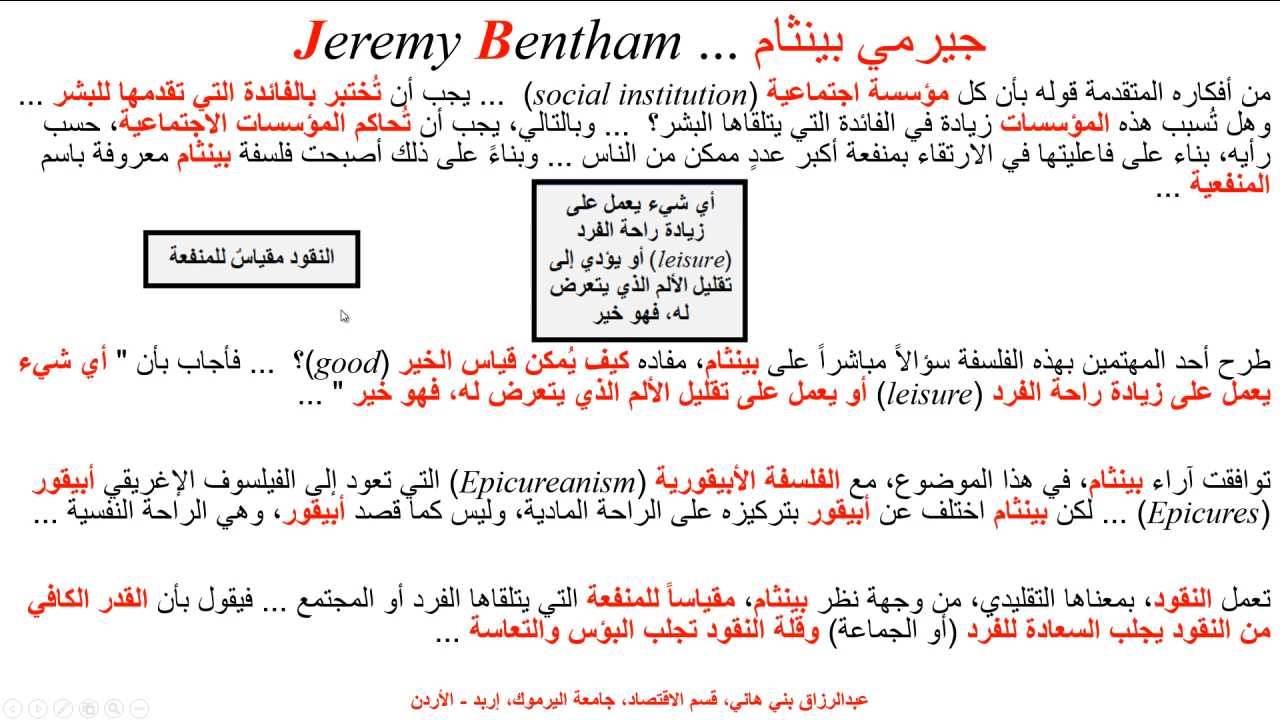 جيرمي بينثام ... Jeremy Bentham
من أفكاره المتقدمة قوله بأن كل مؤسسة اجتماعية (social institution) ... يجب أن تُختبر بالفائدة التي تقدمها للبشر ...
وهل تُسبب هذه المؤسسات زيادة في الفائدة التي يتلقاها البشر؟ ... وبالتالي، يجب أن تُحاكم المؤسسات الاجتماعية، حسب
رأيه، بناء على فاعليتها في الارتقاء بمنفعة أكبر عددٍ ممكن من الناس ... وبناءً على ذلك أصبحت فلسفة بينثام معروفة باسم
المنفعية ...
أي شيء يعمل على
زيادة راحة الفرد
(leisure) أو يؤدي إلى
تقليل الألم الذي يتعرض
له، فهو خير
النقود مقياسٌ للمنفعة
طرح أحد المهتمين بهذه الفلسفة سؤالاً مباشراً على بينثام، مفاده كيف يُمكن قياس الخير (good)؟ ... فأجاب بأن " أي شيء
يعمل على زيادة راحة الفرد (leisure) أو يعمل على تقليل الألم الذي يتعرض له، فهو خير " ...
توافقت آراء بينثام، في هذا الموضوع، مع الفلسفة الأبيقورية (Epicureanism) التي تعود إلى الفيلسوف الإغريقي أبيقور
(Epicures) ... لكن بينثام اختلف عن أبيقور بتركيزه على الراحة المادية، وليس كما قصد أبيقور، وهي الراحة النفسية ...
تعمل النقود، بمعناها التقليدي، من وجهة نظر بينثام، مقياساً للمنفعة التي يتلقاها الفرد أو المجتمع ... فيقول بأن القدر الكافي
من النقود يجلب السعادة للفرد (أو الجماعة) وقلة النقود تجلب البؤس والتعاسة ...
عبدالرزاق بني هاني، قسم الاقتصاد، جامعة اليرموك، إربد - الأردن